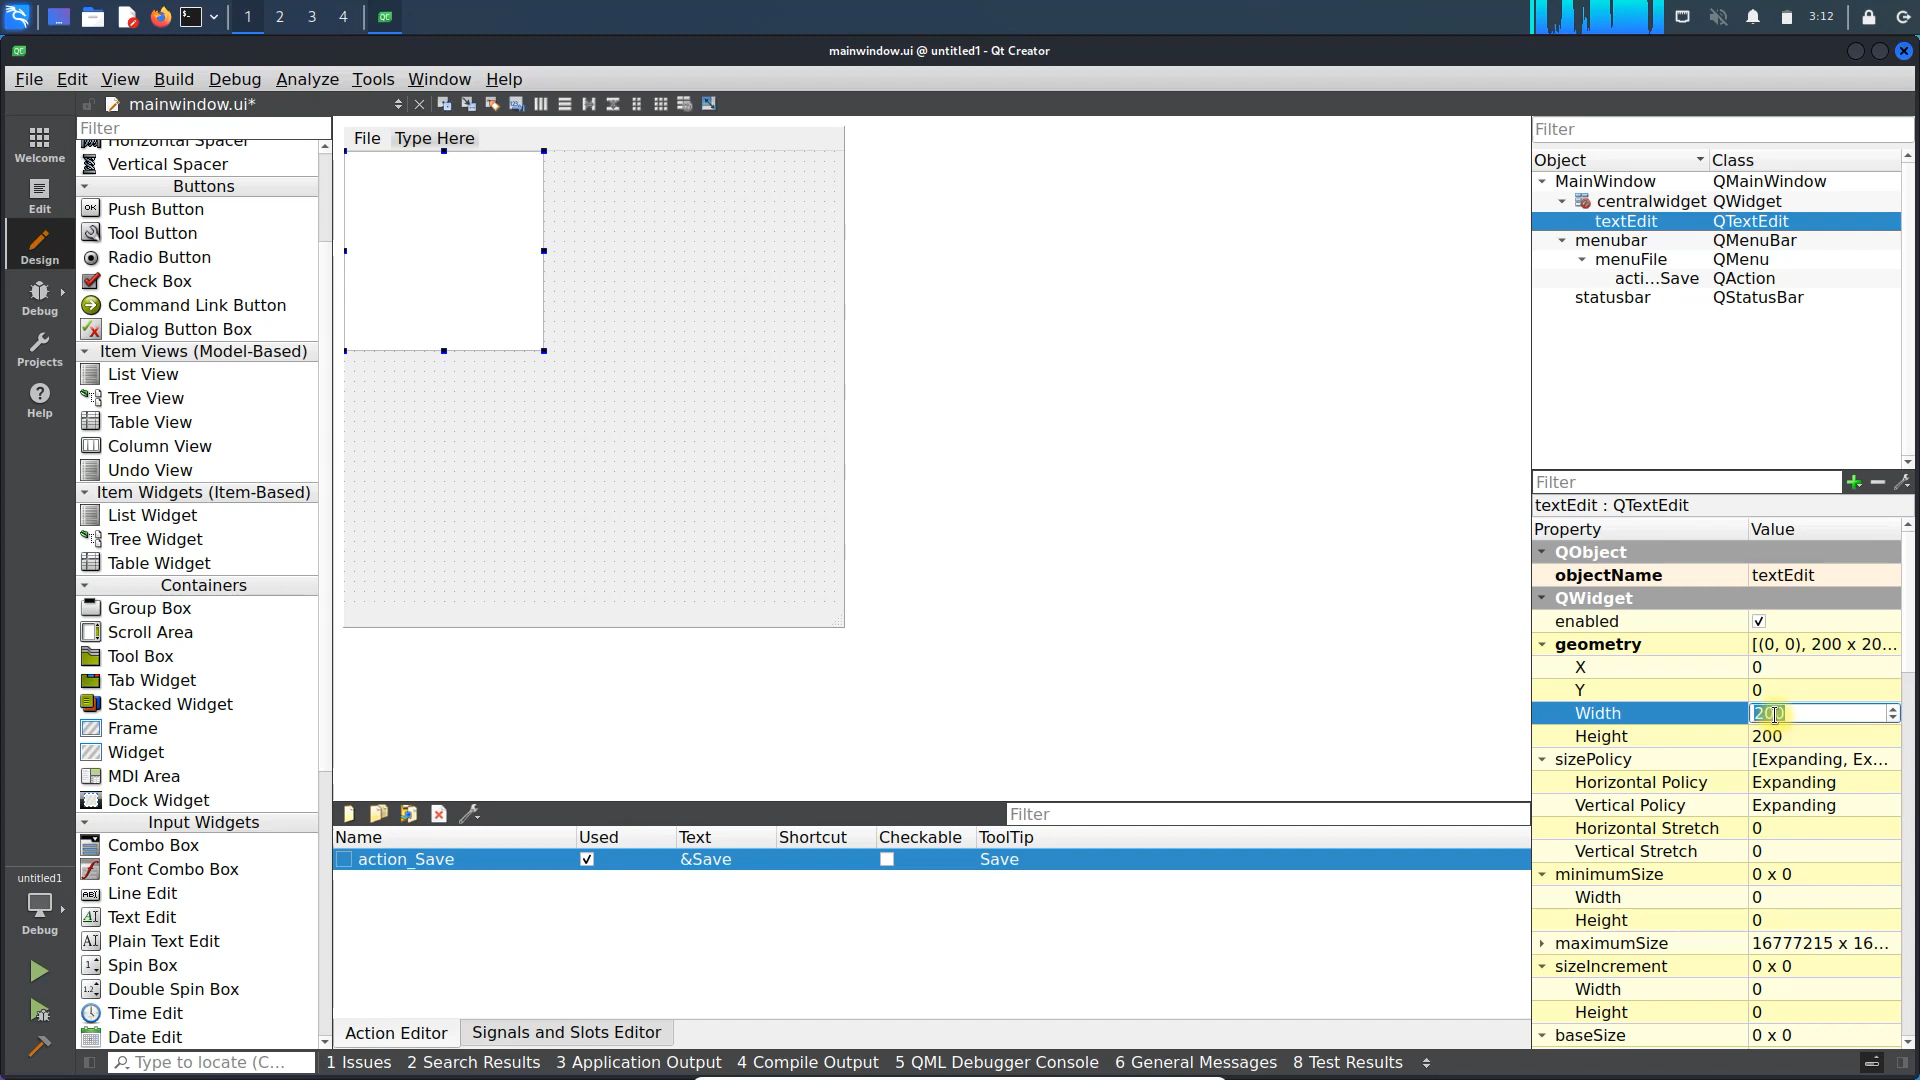 1 2 3 4 3:12
mainwindow.ui @ untitled1 - Qt Creator
File Edit View Build Debug Analyze Tools Window Help
mainwindow.ui*
Filter
Horizontal Spacer
Vertical Spacer
Buttons
Push Button
Tool Button
Radio Button
Check Box
Command Link Button
Dialog Button Box
Item Views (Model-Based)
List View
Tree View
Table View
Column View
Undo View
Item Widgets (Item-Based)
List Widget
Tree Widget
Table Widget
Containers
Group Box
Scroll Area
Tool Box
Tab Widget
Stacked Widget
Frame
Widget
MDI Area
Dock Widget
Input Widgets
Combo Box
Font Combo Box
Line Edit
Text Edit
Plain Text Edit
Spin Box
Double Spin Box
Time Edit
Date Edit
Welcome
Edit
Design
Debug
Projects
Help
untitled1
Debug
File Type Here
Filter
Name Used Text Shortcut Checkable ToolTip
action_Save &Save Save
Action Editor Signals and Slots Editor
Filter
Object Class
MainWindow QMainWindow
centralwidget QWidget
textEdit QTextEdit
menubar QMenuBar
menuFile QMenu
acti...Save QAction
statusbar QStatusBar
Filter
textEdit : QTextEdit
Property Value
QObject
objectName textEdit
QWidget
enabled
geometry [(0, 0), 200 x 20...
X 0
Y 0
Width 200
Height 200
sizePolicy [Expanding, Ex...
Horizontal Policy Expanding
Vertical Policy Expanding
Horizontal Stretch 0
Vertical Stretch 0
minimumSize 0 x 0
Width 0
Height 0
maximumSize 16777215 x 16...
sizeIncrement 0 x 0
Width 0
Height 0
baseSize 0 x 0
Type to locate (C... 1 Issues 2 Search Results 3 Application Output 4 Compile Output 5 QML Debugger Console 6 General Messages 8 Test Results